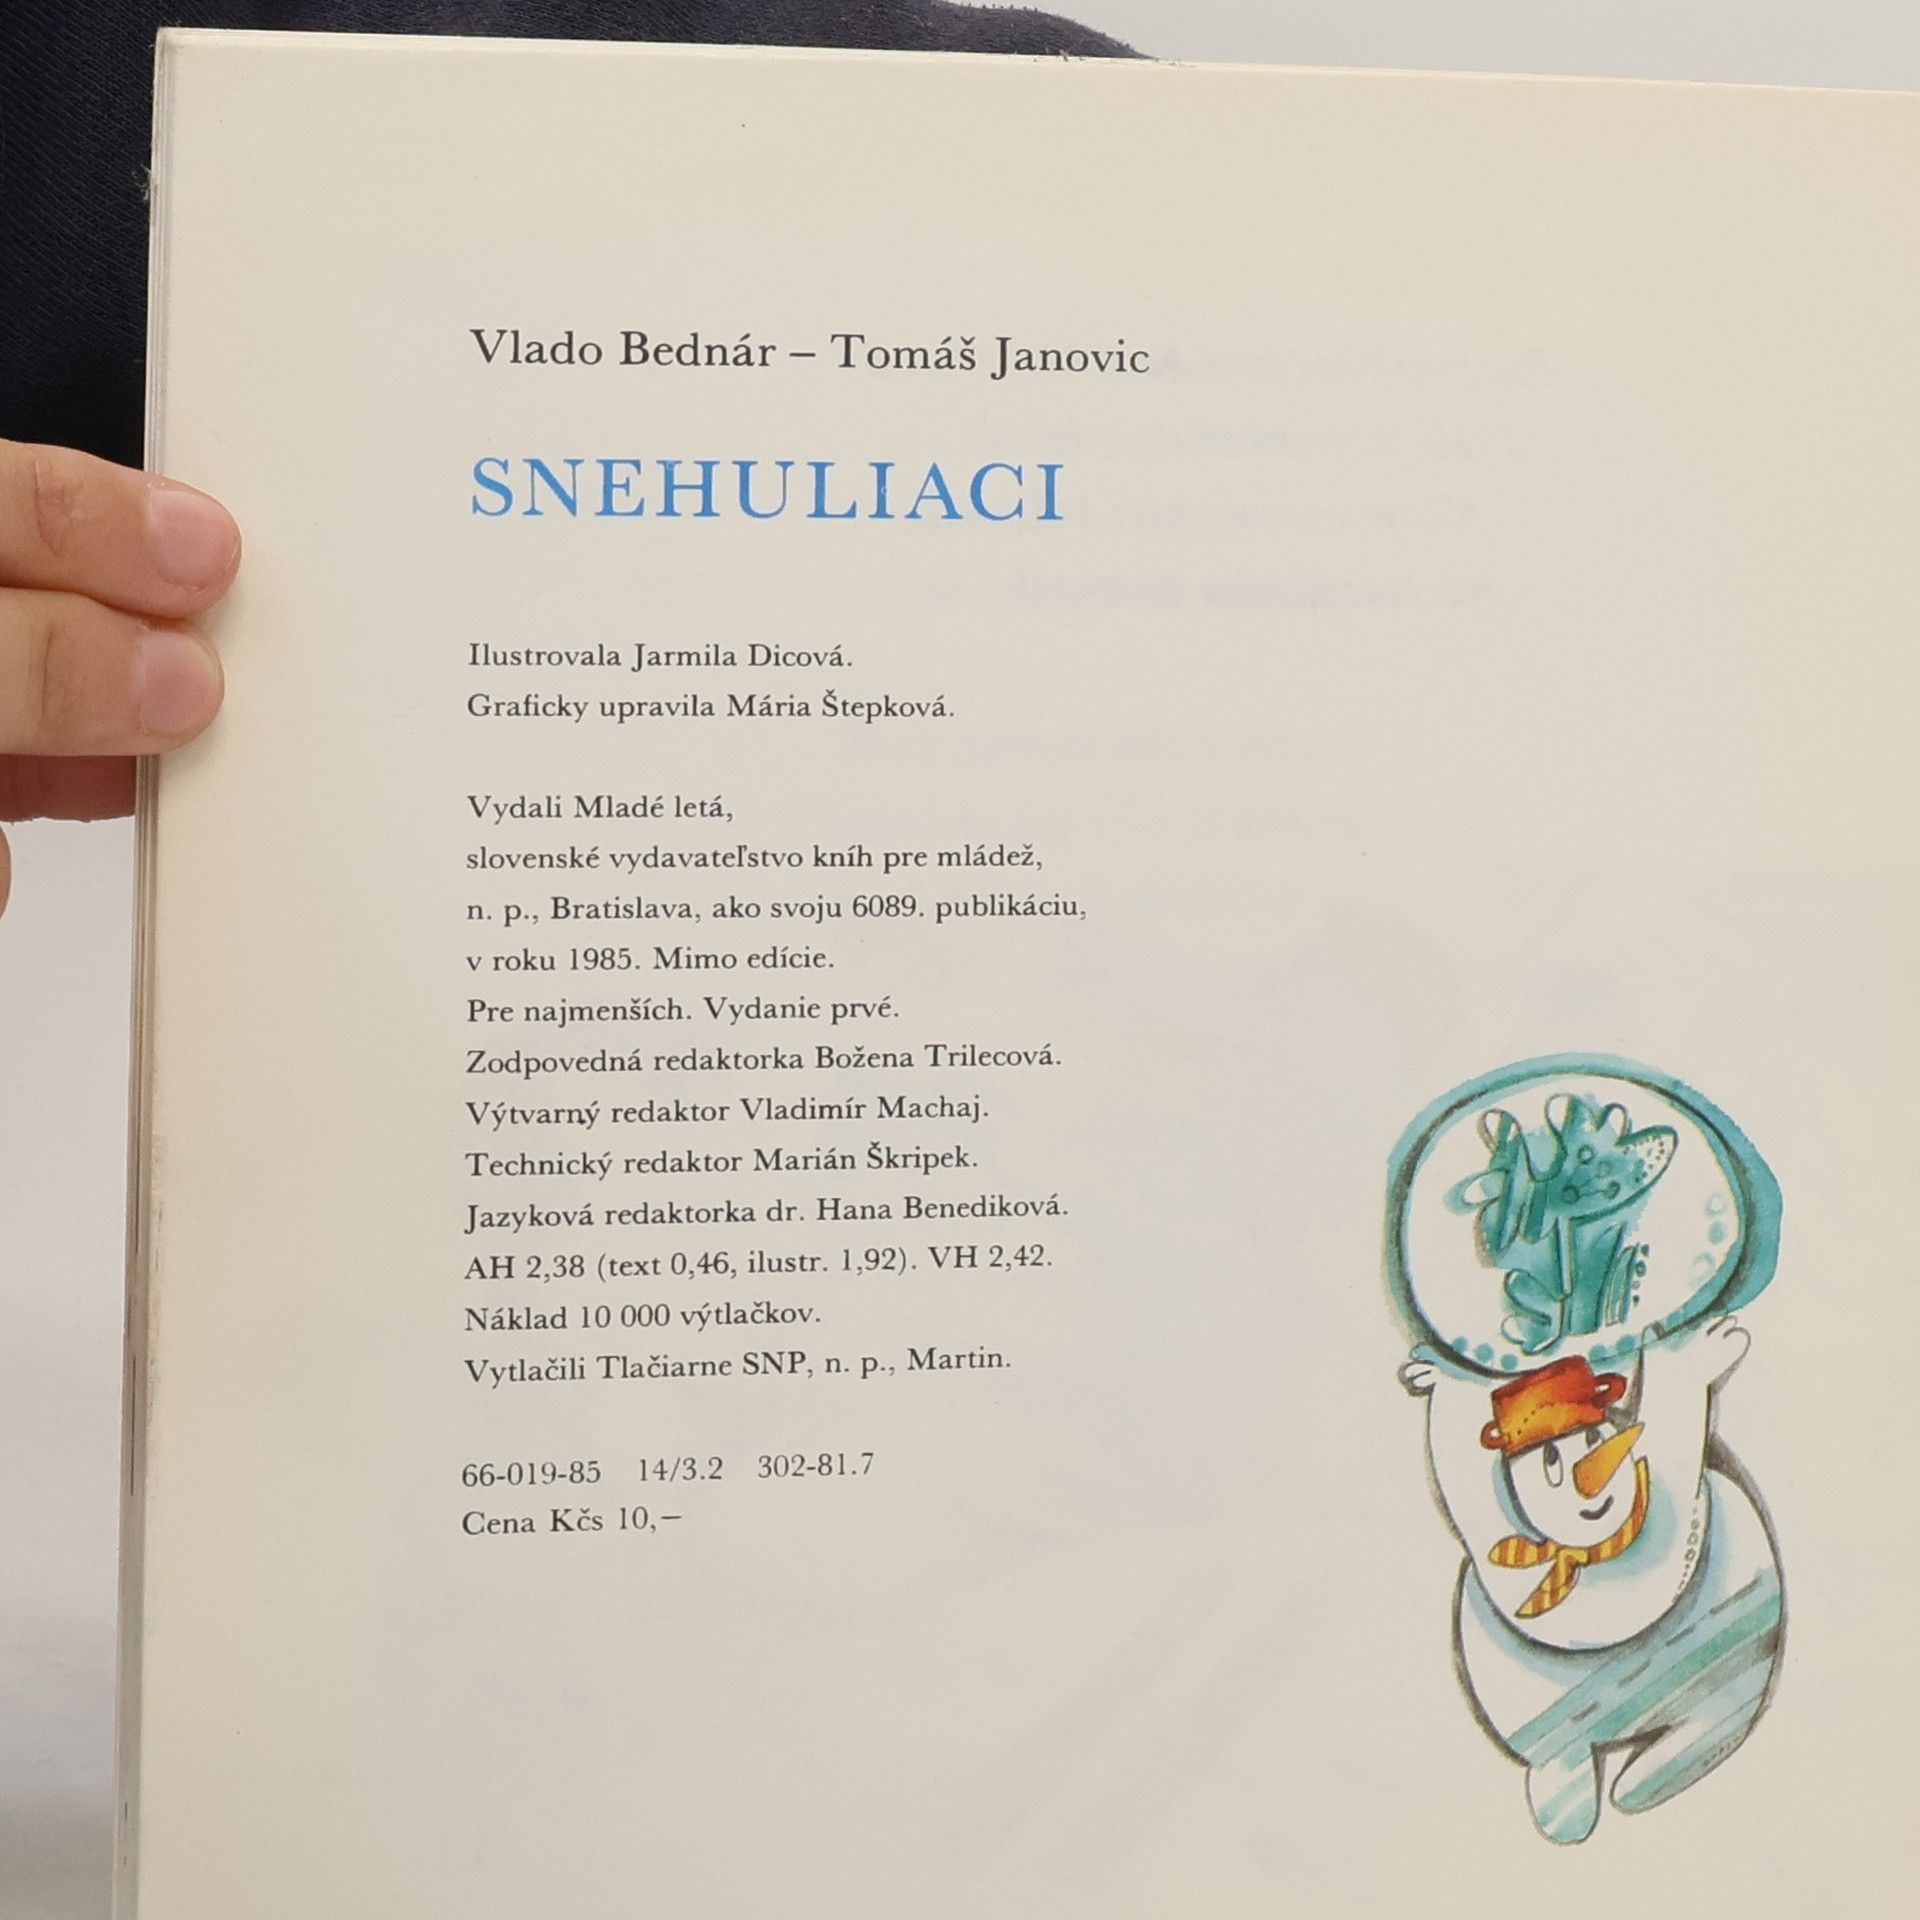 Vlado Bednár – Tomáš Janovic
SNEHULIACI
Ilustrovala Jarmila Dicová.
Graficky upravila Mária Štepková.
Vydali Mladé letá,
slovenské vydavateľstvo kníh pre mládež,
n. p., Bratislava, ako svoju 6089. publikáciu,
v roku 1985. Mimo edície.
Pre najmenších. Vydanie prvé.
Zodpovedná redaktorka Božena Trilecová.
Výtvarný redaktor Vladimír Machaj.
Technický redaktor Marián Škripek.
Jazyková redaktorka dr. Hana Benediková.
AH 2,38 (text 0,46, ilustr. 1,92). VH 2,42.
Náklad 10 000 výtlačkov.
Vytlačili Tlačiarne SNP, n. p., Martin.
66-019-85 14/3.2 302-81.7
Cena Kčs 10,–